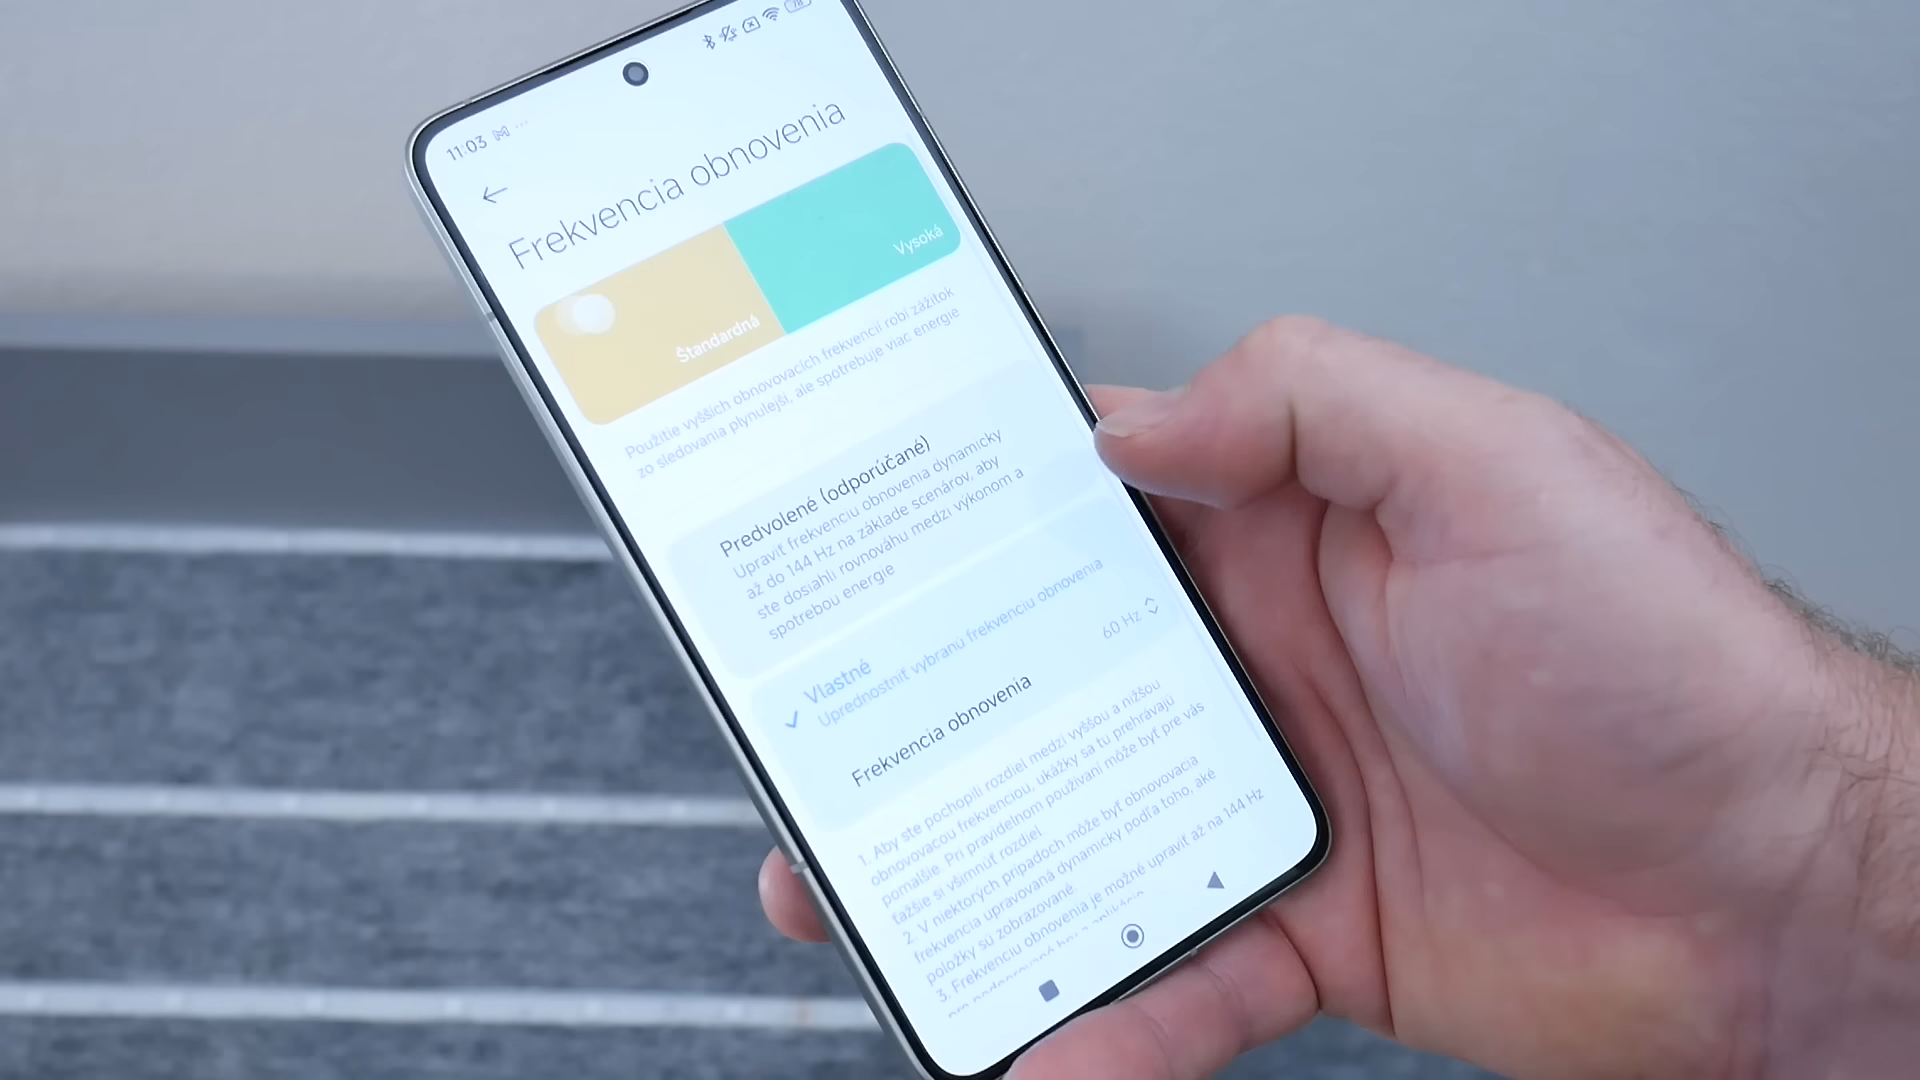 11:03
78
Frekvencia obnovenia
Štandardná
Vysoká
Použitie vyšších obnovovacích frekvencií robí zážitok
zo sledovania plynulejší, ale spotrebuje viac energie
Predvolené (odporúčané)
Upraviť frekvenciu obnovenia dynamicky
až do 144 Hz na základe scenárov, aby
ste dosiahli rovnováhu medzi výkonom a
spotrebou energie
Vlastné
Uprednostniť vybranú frekvenciu obnovenia
Frekvencia obnovenia
60 Hz
1. Aby ste pochopili rozdiel medzi vyššou a nižšou
obnovovacou frekvenciou, ukážky sa tu prehrávajú
pomalšie. Pri pravidelnom používaní môže byť pre vás
ťažšie si všimnúť rozdiel.
2. V niektorých prípadoch môže byť obnovovacia
frekvencia upravovaná dynamicky podľa toho, aké
položky sú zobrazované.
3. Frekvenciu obnovenia je možné upraviť až na 144 Hz